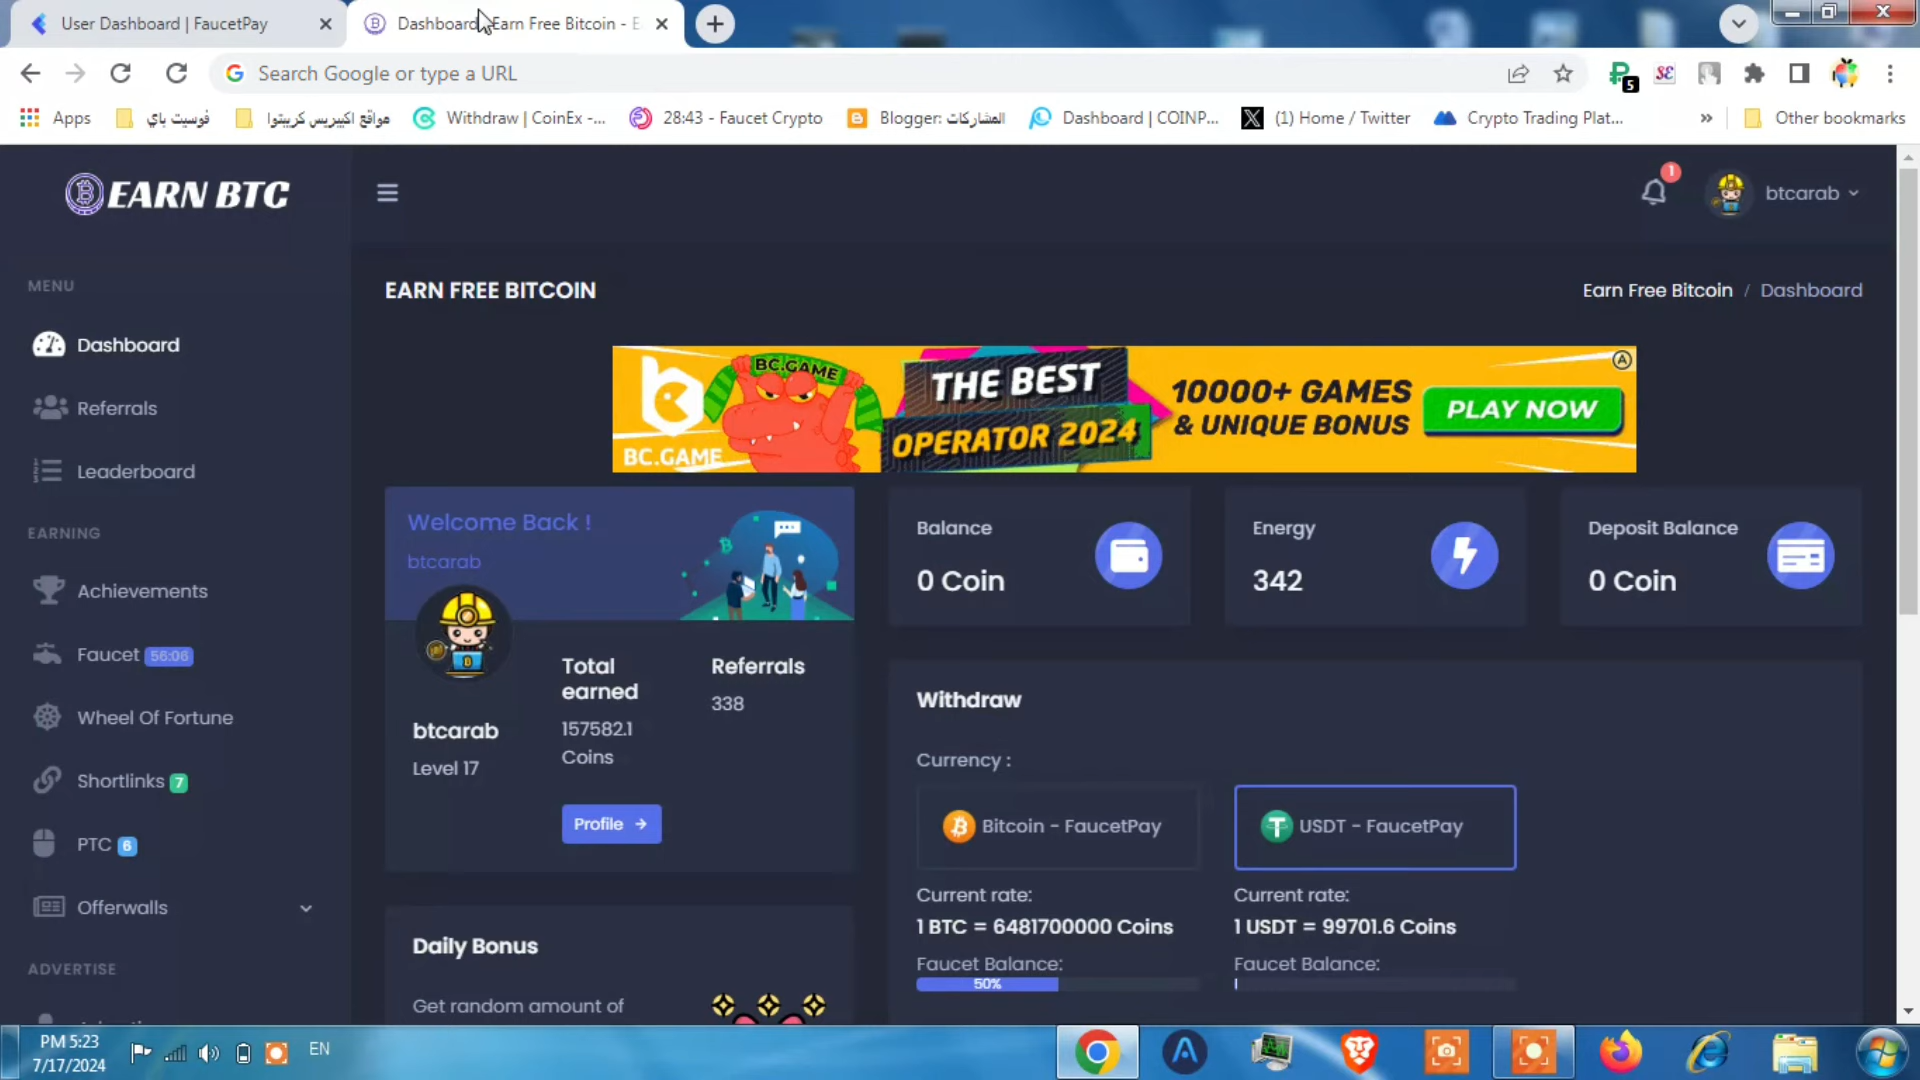 User Dashboard | FaucetPay
Dashboard Earn Free Bitcoin - E
Search Google or type a URL
5
Apps
فوسيت باي
مواقع اكبيريس كريبتوا
Withdraw | CoinEx -...
28:43 - Faucet Crypto
Blogger: المشاركات
Dashboard | COINP...
(1) Home / Twitter
Crypto Trading Plat...
»
Other bookmarks
EARN BTC
1
btcarab
MENU
Dashboard
Referrals
Leaderboard
EARNING
Achievements
Faucet 56:06
Wheel Of Fortune
Shortlinks 7
PTC 6
Offerwalls
ADVERTISE
EARN FREE BITCOIN
Earn Free Bitcoin / Dashboard
BC.GAME
BC.GAME
THE BEST
OPERATOR 2024
10000+ GAMES
& UNIQUE BONUS
PLAY NOW
Welcome Back !
btcarab
btcarab
Level 17
Total
earned
157582.1
Coins
Referrals
338
Profile →
Daily Bonus
Get random amount of
Balance
0 Coin
Energy
342
Deposit Balance
0 Coin
Withdraw
Currency :
Bitcoin - FaucetPay
USDT - FaucetPay
Current rate:
1 BTC = 6481700000 Coins
Faucet Balance:
50%
Current rate:
1 USDT = 99701.6 Coins
Faucet Balance:
PM 5:23
7/17/2024
EN